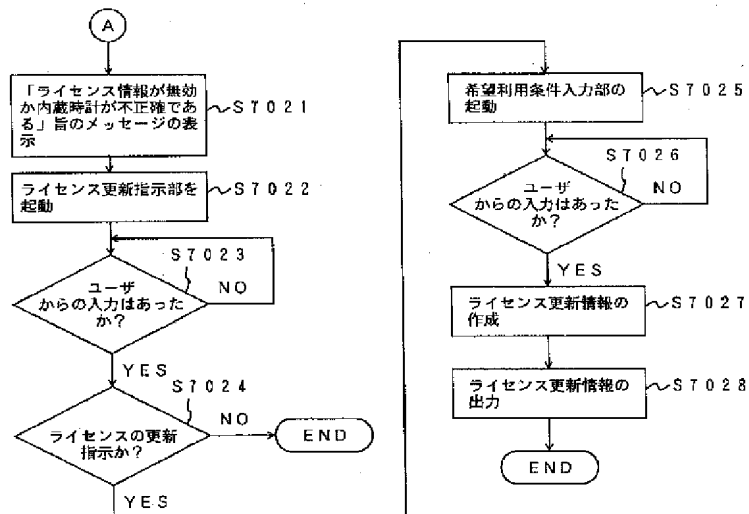 A
「ライセンス情報が無効
か内蔵時計が不正確であ
る」旨のメッセージの表
示
S7021
ライセンス更新指示部を
起動
S7022
S7023
ユーザ
からの入力はあった
か?
NO
YES
S7024
ライセンスの更新
指示か?
NO
END
YES
希望利用条件入力部の
起動
S7025
S7026
ユーザ
からの入力はあった
か?
NO
YES
ライセンス更新情報の
作成
S7027
ライセンス更新情報の
出力
S7028
END